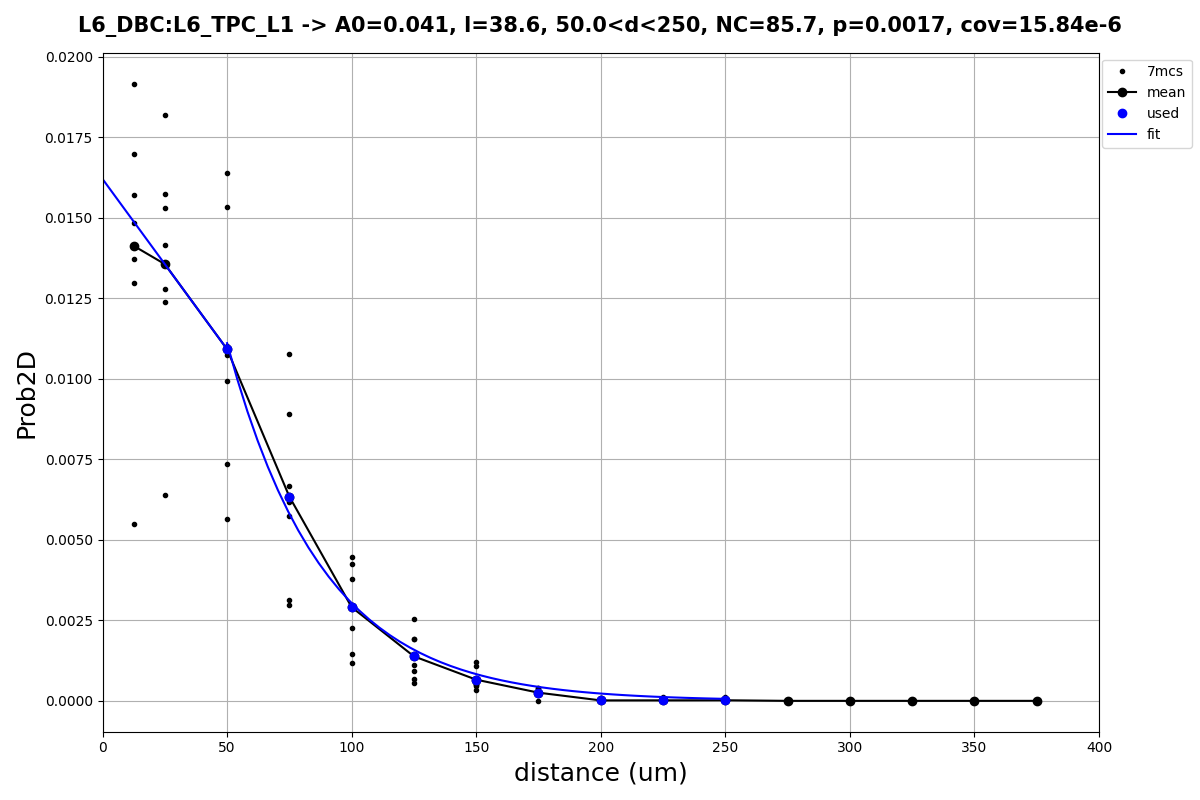 L6_DBC:L6_TPC_L1 -> A0=0.041, l=38.6, 50.0<d<250, NC=85.7, p=0.0017, cov=15.84e-6
0.0200
0.0175
0.0150
0.0125
0.0100
0.0075
0.0050
0.0025
0.0000
Prob2D
0 50 100 150 200 250 300 350 400
distance (um)
7mcs
mean
used
fit